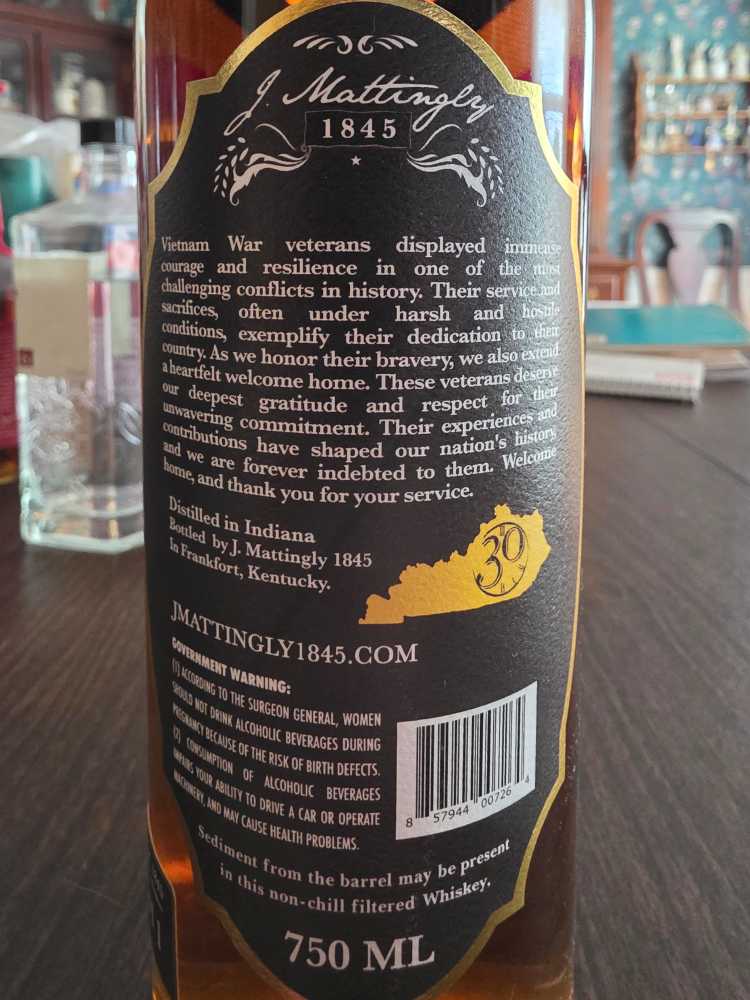 J Mattingly
1845
Vietnam War veterans displayed immense
courage and resilience in one of the most
challenging conflicts in history. Their service and
sacrifices, often under harsh and hostile
conditions, exemplify their dedication to their
country. As we honor their bravery, we also extend
a heartfelt welcome home. These veterans deserve
our deepest gratitude and respect for their
unwavering commitment. Their experiences and
contributions have shaped our nation's history,
and we are forever indebted to them. Welcome
home, and thank you for your service.
Distilled in Indiana
Bottled by J. Mattingly 1845
In Frankfort, Kentucky.
30
MIN
JMATTINGLY1845.COM
GOVERNMENT WARNING:
(1) ACCORDING TO THE SURGEON GENERAL, WOMEN
SHOULD NOT DRINK ALCOHOLIC BEVERAGES DURING
PREGNANCY BECAUSE OF THE RISK OF BIRTH DEFECTS.
(2) CONSUMPTION OF ALCOHOLIC BEVERAGES
IMPAIRS YOUR ABILITY TO DRIVE A CAR OR OPERATE
MACHINERY, AND MAY CAUSE HEALTH PROBLEMS.
8 57944 00726 4
Sediment from the barrel may be present
in this non-chill filtered Whiskey.
750 ML